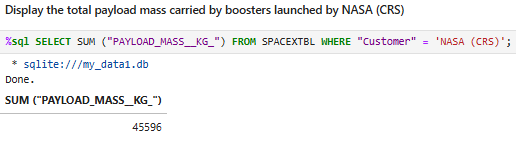 Display the total payload mass carried by boosters launched by NASA (CRS)
%sql SELECT SUM ("PAYLOAD_MASS__KG_") FROM SPACEXTBL WHERE "Customer" = 'NASA (CRS)';
* sqlite:///my_data1.db
Done.
SUM ("PAYLOAD_MASS__KG_")
45596